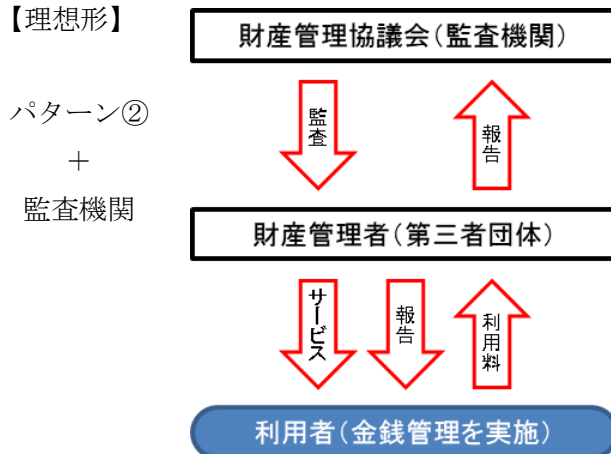 【理想形】
財産管理協議会(監査機関)
パターン②
+
監査機関
監査
報告
財産管理者(第三者団体)
サービス
報告
利用料
利用者(金銭管理を実施)